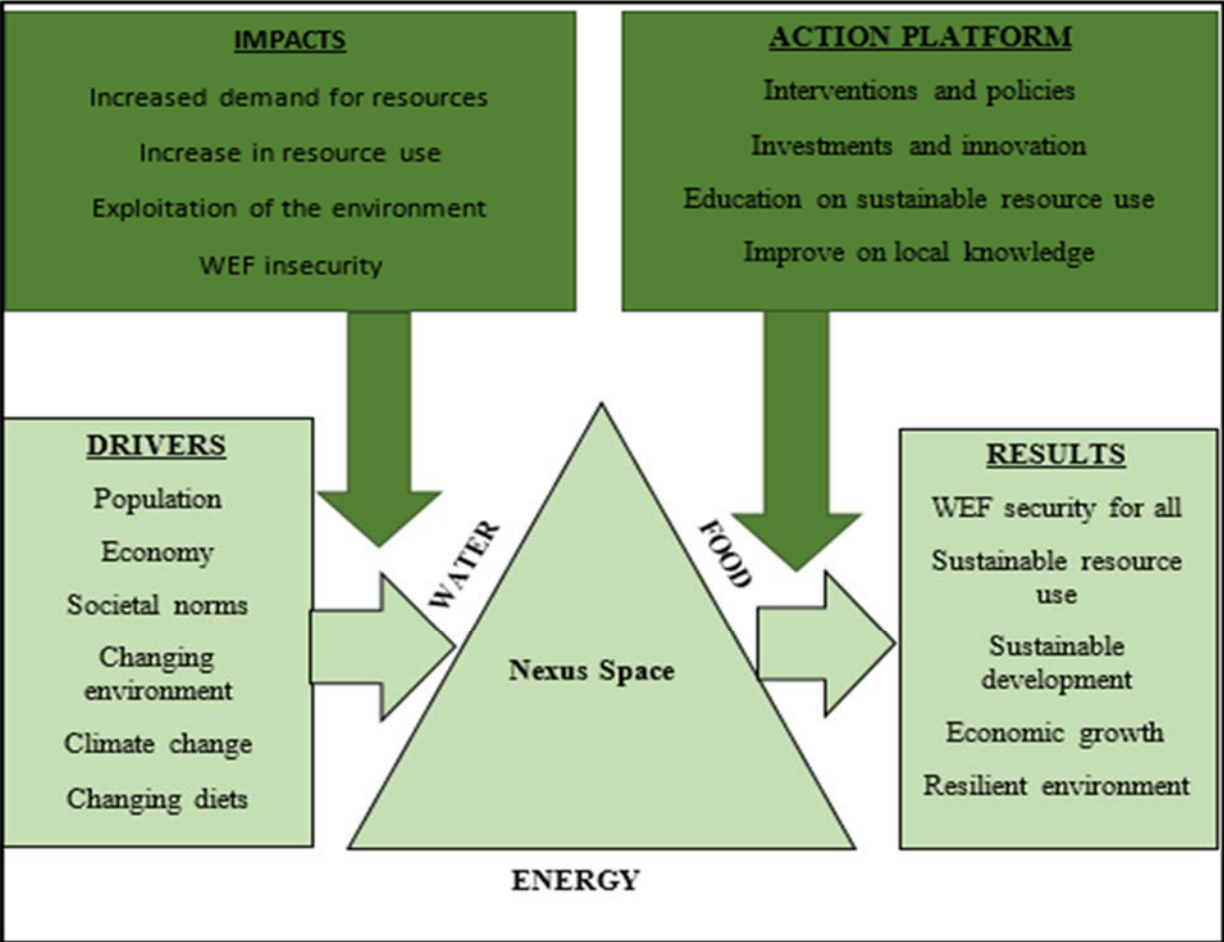 IMPACTS
Increased demand for resources
Increase in resource use
Exploitation of the environment
WEF insecurity
ACTION PLATFORM
Interventions and policies
Investments and innovation
Education on sustainable resource use
Improve on local knowledge
DRIVERS
Population
Economy
Societal norms
Changing
environment
Climate change
Changing diets
WATER
Nexus Space
FOOD
ENERGY
RESULTS
WEF security for all
Sustainable resource
use
Sustainable
development
Economic growth
Resilient environment